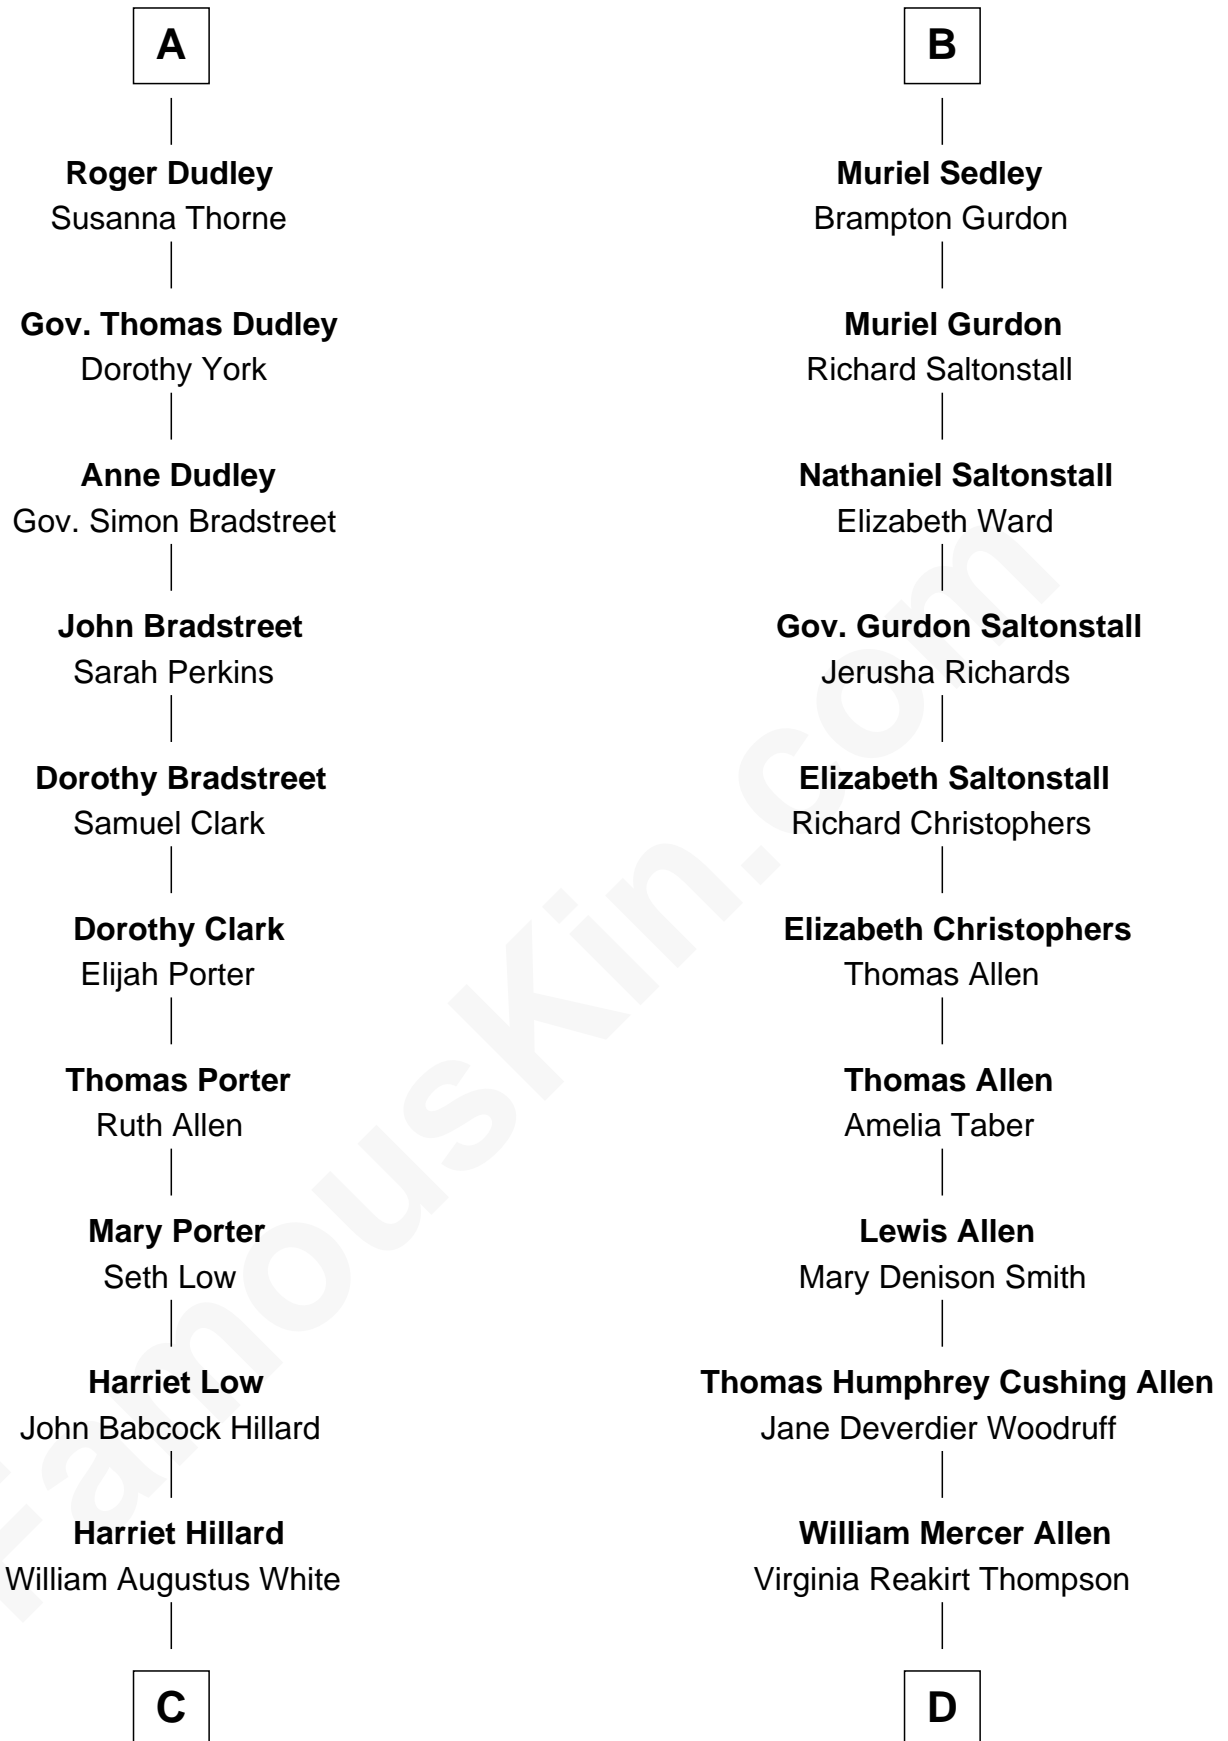 A
Roger Dudley
Susanna Thorne
Gov. Thomas Dudley
Dorothy York
Anne Dudley
Gov. Simon Bradstreet
John Bradstreet
Sarah Perkins
Dorothy Bradstreet
Samuel Clark
Dorothy Clark
Elijah Porter
Thomas Porter
Ruth Allen
Mary Porter
Seth Low
Harriet Low
John Babcock Hillard
Harriet Hillard
William Augustus White
C
B
Muriel Sedley
Brampton Gurdon
Muriel Gurdon
Richard Saltonstall
Nathaniel Saltonstall
Elizabeth Ward
Gov. Gurdon Saltonstall
Jerusha Richards
Elizabeth Saltonstall
Richard Christophers
Elizabeth Christophers
Thomas Allen
Thomas Allen
Amelia Taber
Lewis Allen
Mary Denison Smith
Thomas Humphrey Cushing Allen
Jane Deverdier Woodruff
William Mercer Allen
Virginia Reakirt Thompson
D
FamousKin.com